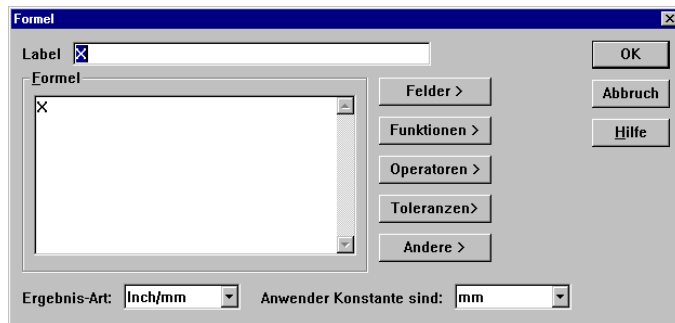 Formel
Label X
OK
Formel
Felder >
Abbruch
X
Funktionen >
Hilfe
Operatoren >
Toleranzen>
Andere >
Ergebnis-Art: Inch/mm Anwender Konstante sind: mm